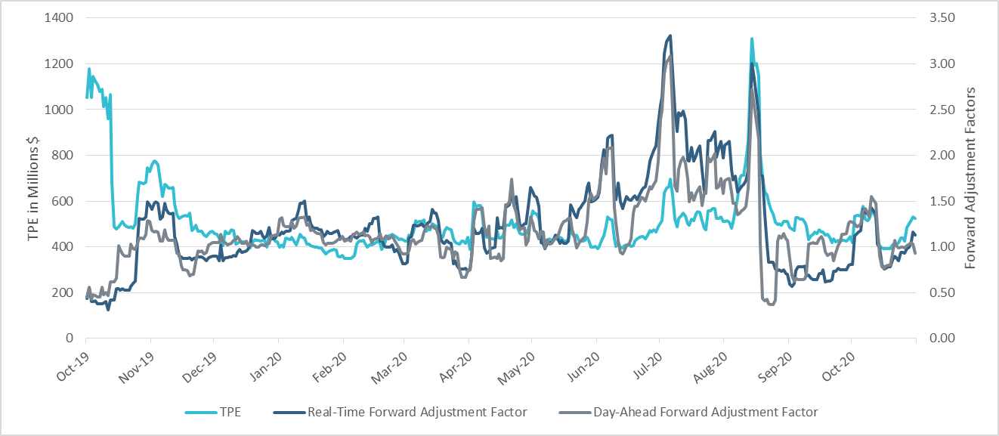 TPE in Millions $
1400
1200
1000
800
600
400
200
0
3.50
3.00
2.50
2.00
1.50
1.00
0.50
0.00
Forward Adjustment Factors
Oct-19
Nov-19
Dec-19
Jan-20
Feb-20
Mar-20
Apr-20
May-20
Jun-20
Jul-20
Aug-20
Sep-20
Oct-20
TPE
Real-Time Forward Adjustment Factor
Day-Ahead Forward Adjustment Factor